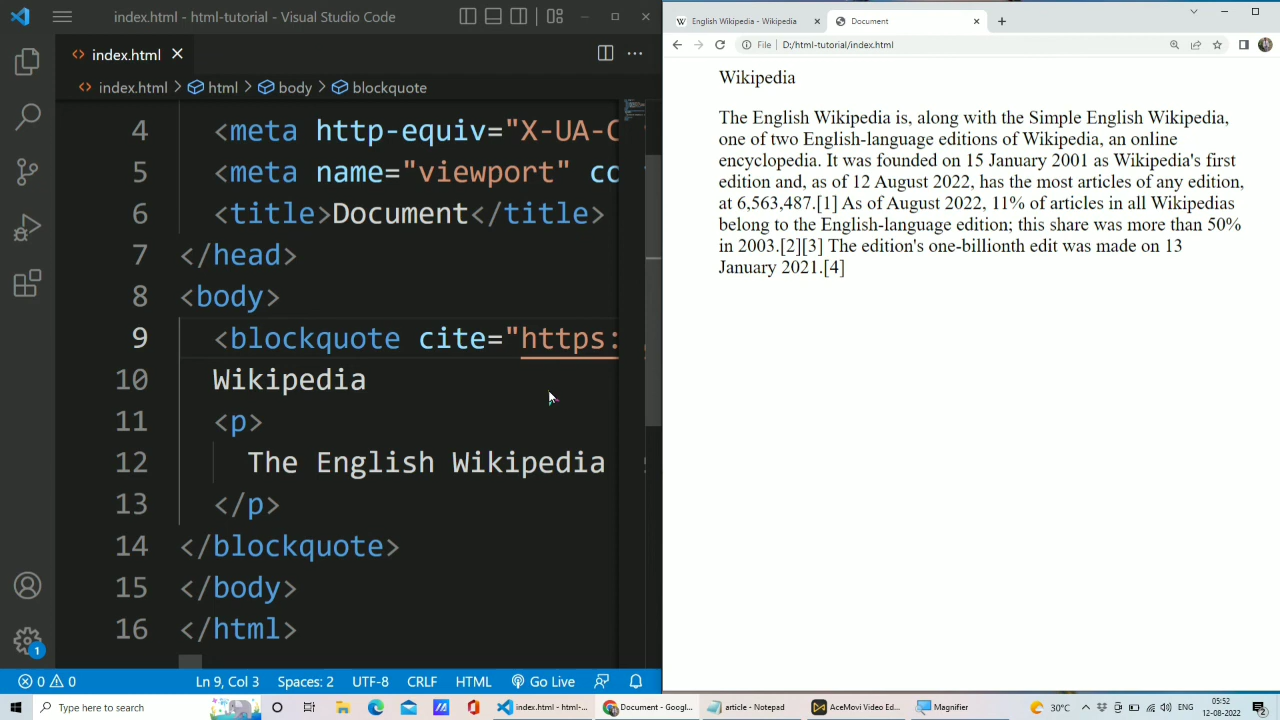 index.html - html-tutorial - Visual Studio Code
index.html
index.html > html > body > blockquote
4 <meta http-equiv="X-UA-C
5 <meta name="viewport" co
6 <title>Document</title>
7 </head>
8 <body>
9 <blockquote cite="https:
10 Wikipedia
11 <p>
12 The English Wikipedia
13 </p>
14 </blockquote>
15 </body>
16 </html>
1
0 0 Ln 9, Col 3 Spaces: 2 UTF-8 CRLF HTML Go Live
English Wikipedia - Wikipedia Document
File | D:/html-tutorial/index.html
Wikipedia
The English Wikipedia is, along with the Simple English Wikipedia,
one of two English-language editions of Wikipedia, an online
encyclopedia. It was founded on 15 January 2001 as Wikipedia's first
edition and, as of 12 August 2022, has the most articles of any edition,
at 6,563,487.[1] As of August 2022, 11% of articles in all Wikipedias
belong to the English-language edition; this share was more than 50%
in 2003.[2][3] The edition's one-billionth edit was made on 13
January 2021.[4]
Type here to search index.html - html-... Document - Googl... article - Notepad AceMovi Video Ed... Magnifier 30°C ENG 05:52
12-08-2022 2